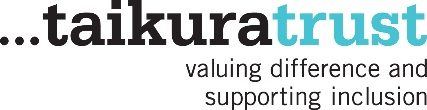 ...taikuratrust
valuing difference and
supporting inclusion